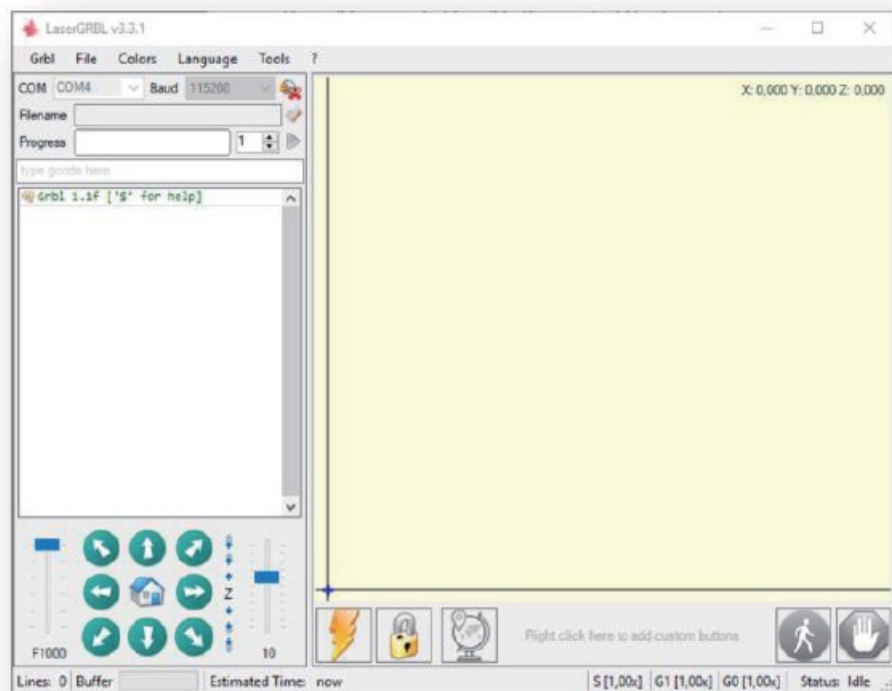 LaserGRBL v3.3.1
Grbl File Colors Language Tools ?
COM COM4 Baud 115200
Filename
Progress 1
type gcode here
Grbl 1.1f ['$' for help]
X: 0,000 Y: 0,000 Z: 0,000
Z
F1000 10
Right click here to add custom buttons
Lines: 0 Buffer Estimated Time: now S [1,00x] G1 [1,00x] G0 [1,00x] Status: Idle